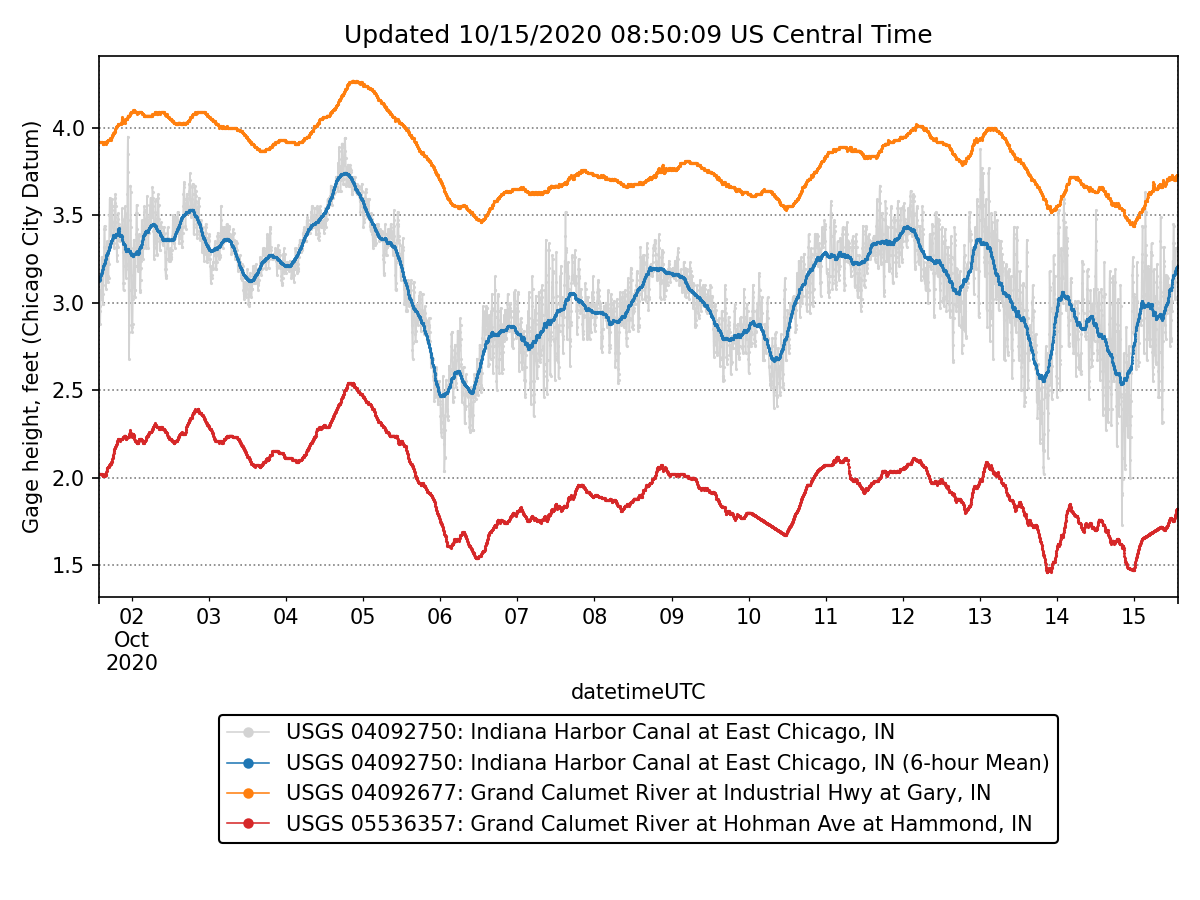 Updated 10/15/2020 08:50:09 US Central Time
Gage height, feet (Chicago City Datum)
4.0
3.5
3.0
2.5
2.0
1.5
02 03 04 05 06 07 08 09 10 11 12 13 14 15
Oct
2020
datetimeUTC
USGS 04092750: Indiana Harbor Canal at East Chicago, IN
USGS 04092750: Indiana Harbor Canal at East Chicago, IN (6-hour Mean)
USGS 04092677: Grand Calumet River at Industrial Hwy at Gary, IN
USGS 05536357: Grand Calumet River at Hohman Ave at Hammond, IN